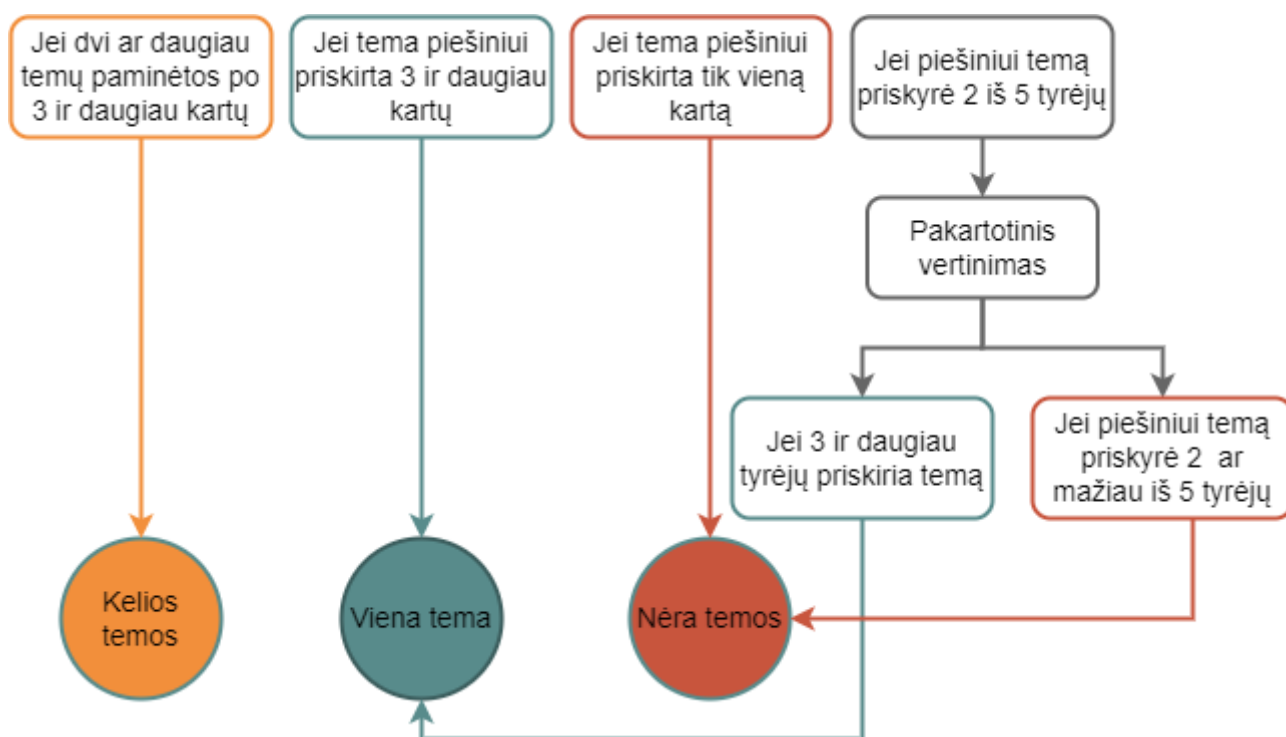 Jei dvi ar daugiau
temų paminėtos po
3 ir daugiau kartų
Jei tema piešiniui
priskirta 3 ir daugiau
kartų
Jei tema piešiniui
priskirta tik vieną
kartą
Jei piešiniui temą
priskyrė 2 iš 5 tyrėjų
Pakartotinis
vertinimas
Jei 3 ir daugiau
tyrėjų priskiria temą
Jei piešiniui temą
priskyrė 2 ar
mažiau iš 5 tyrėjų
Kelios
temos
Viena tema
Nėra temos